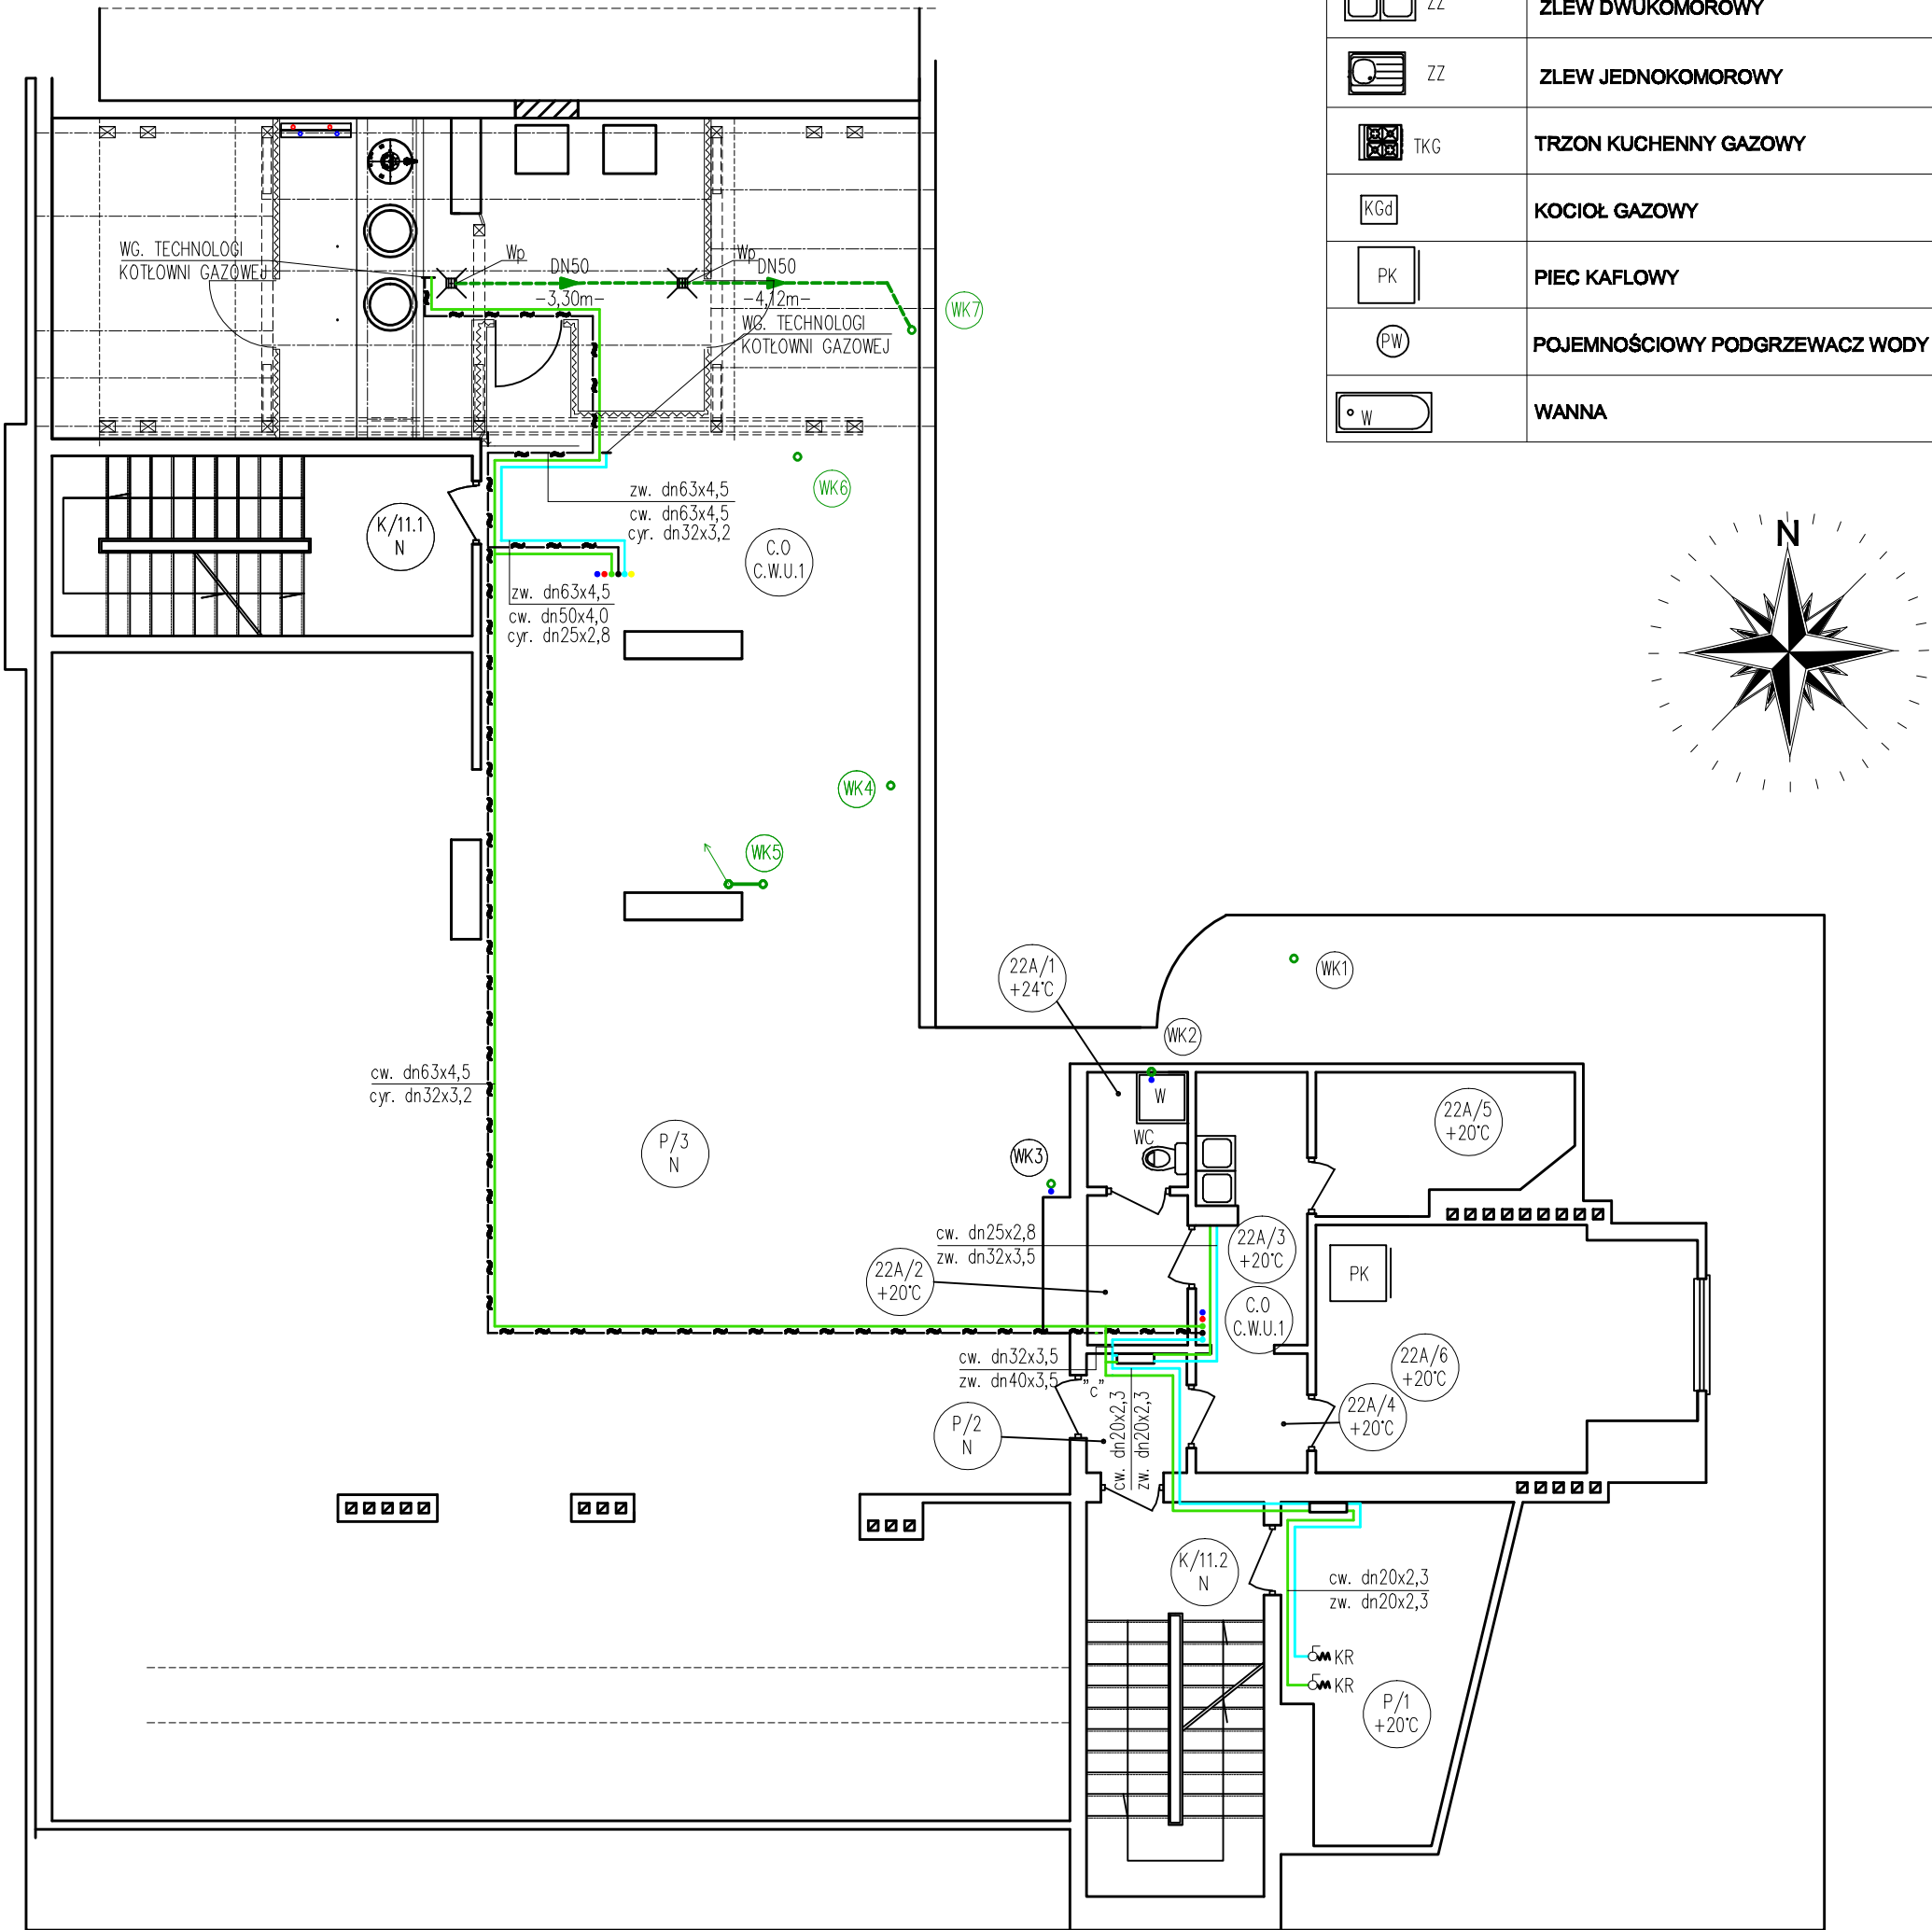 ZZ
ZLEW DWUKOMOROWY
ZZ
ZLEW JEDNOKOMOROWY
TKG
TRZON KUCHENNY GAZOWY
KGd
KOCIOŁ GAZOWY
PK
PIEC KAFLOWY
PW
POJEMNOŚCIOWY PODGRZEWACZ WODY
W
WANNA
N
WG. TECHNOLOGI
KOTŁOWNI GAZOWEJ
Wp
DN50
-3,30m-
Wp
DN50
-4,12m-
WK7
WG. TECHNOLOGI
KOTŁOWNI GAZOWEJ
zw. dn63x4,5
cw. dn63x4,5
cyr. dn32x3,2
WK6
K/11.1
N
C.O
C.W.U.1
zw. dn63x4,5
cw. dn50x4,0
cyr. dn25x2,8
WK4
WK5
WK1
22A/1
+24°C
WK2
cw. dn63x4,5
cyr. dn32x3,2
W
22A/5
+20°C
WC
P/3
N
WK3
cw. dn25x2,8
zw. dn32x3,5
22A/3
+20°C
22A/2
+20°C
PK
C.O
C.W.U.1
cw. dn32x3,5
zw. dn40x3,5
"c"
22A/6
+20°C
22A/4
+20°C
cw. dn20x2,3
zw. dn20x2,3
P/2
N
K/11.2
N
cw. dn20x2,3
zw. dn20x2,3
KR
KR
P/1
+20°C